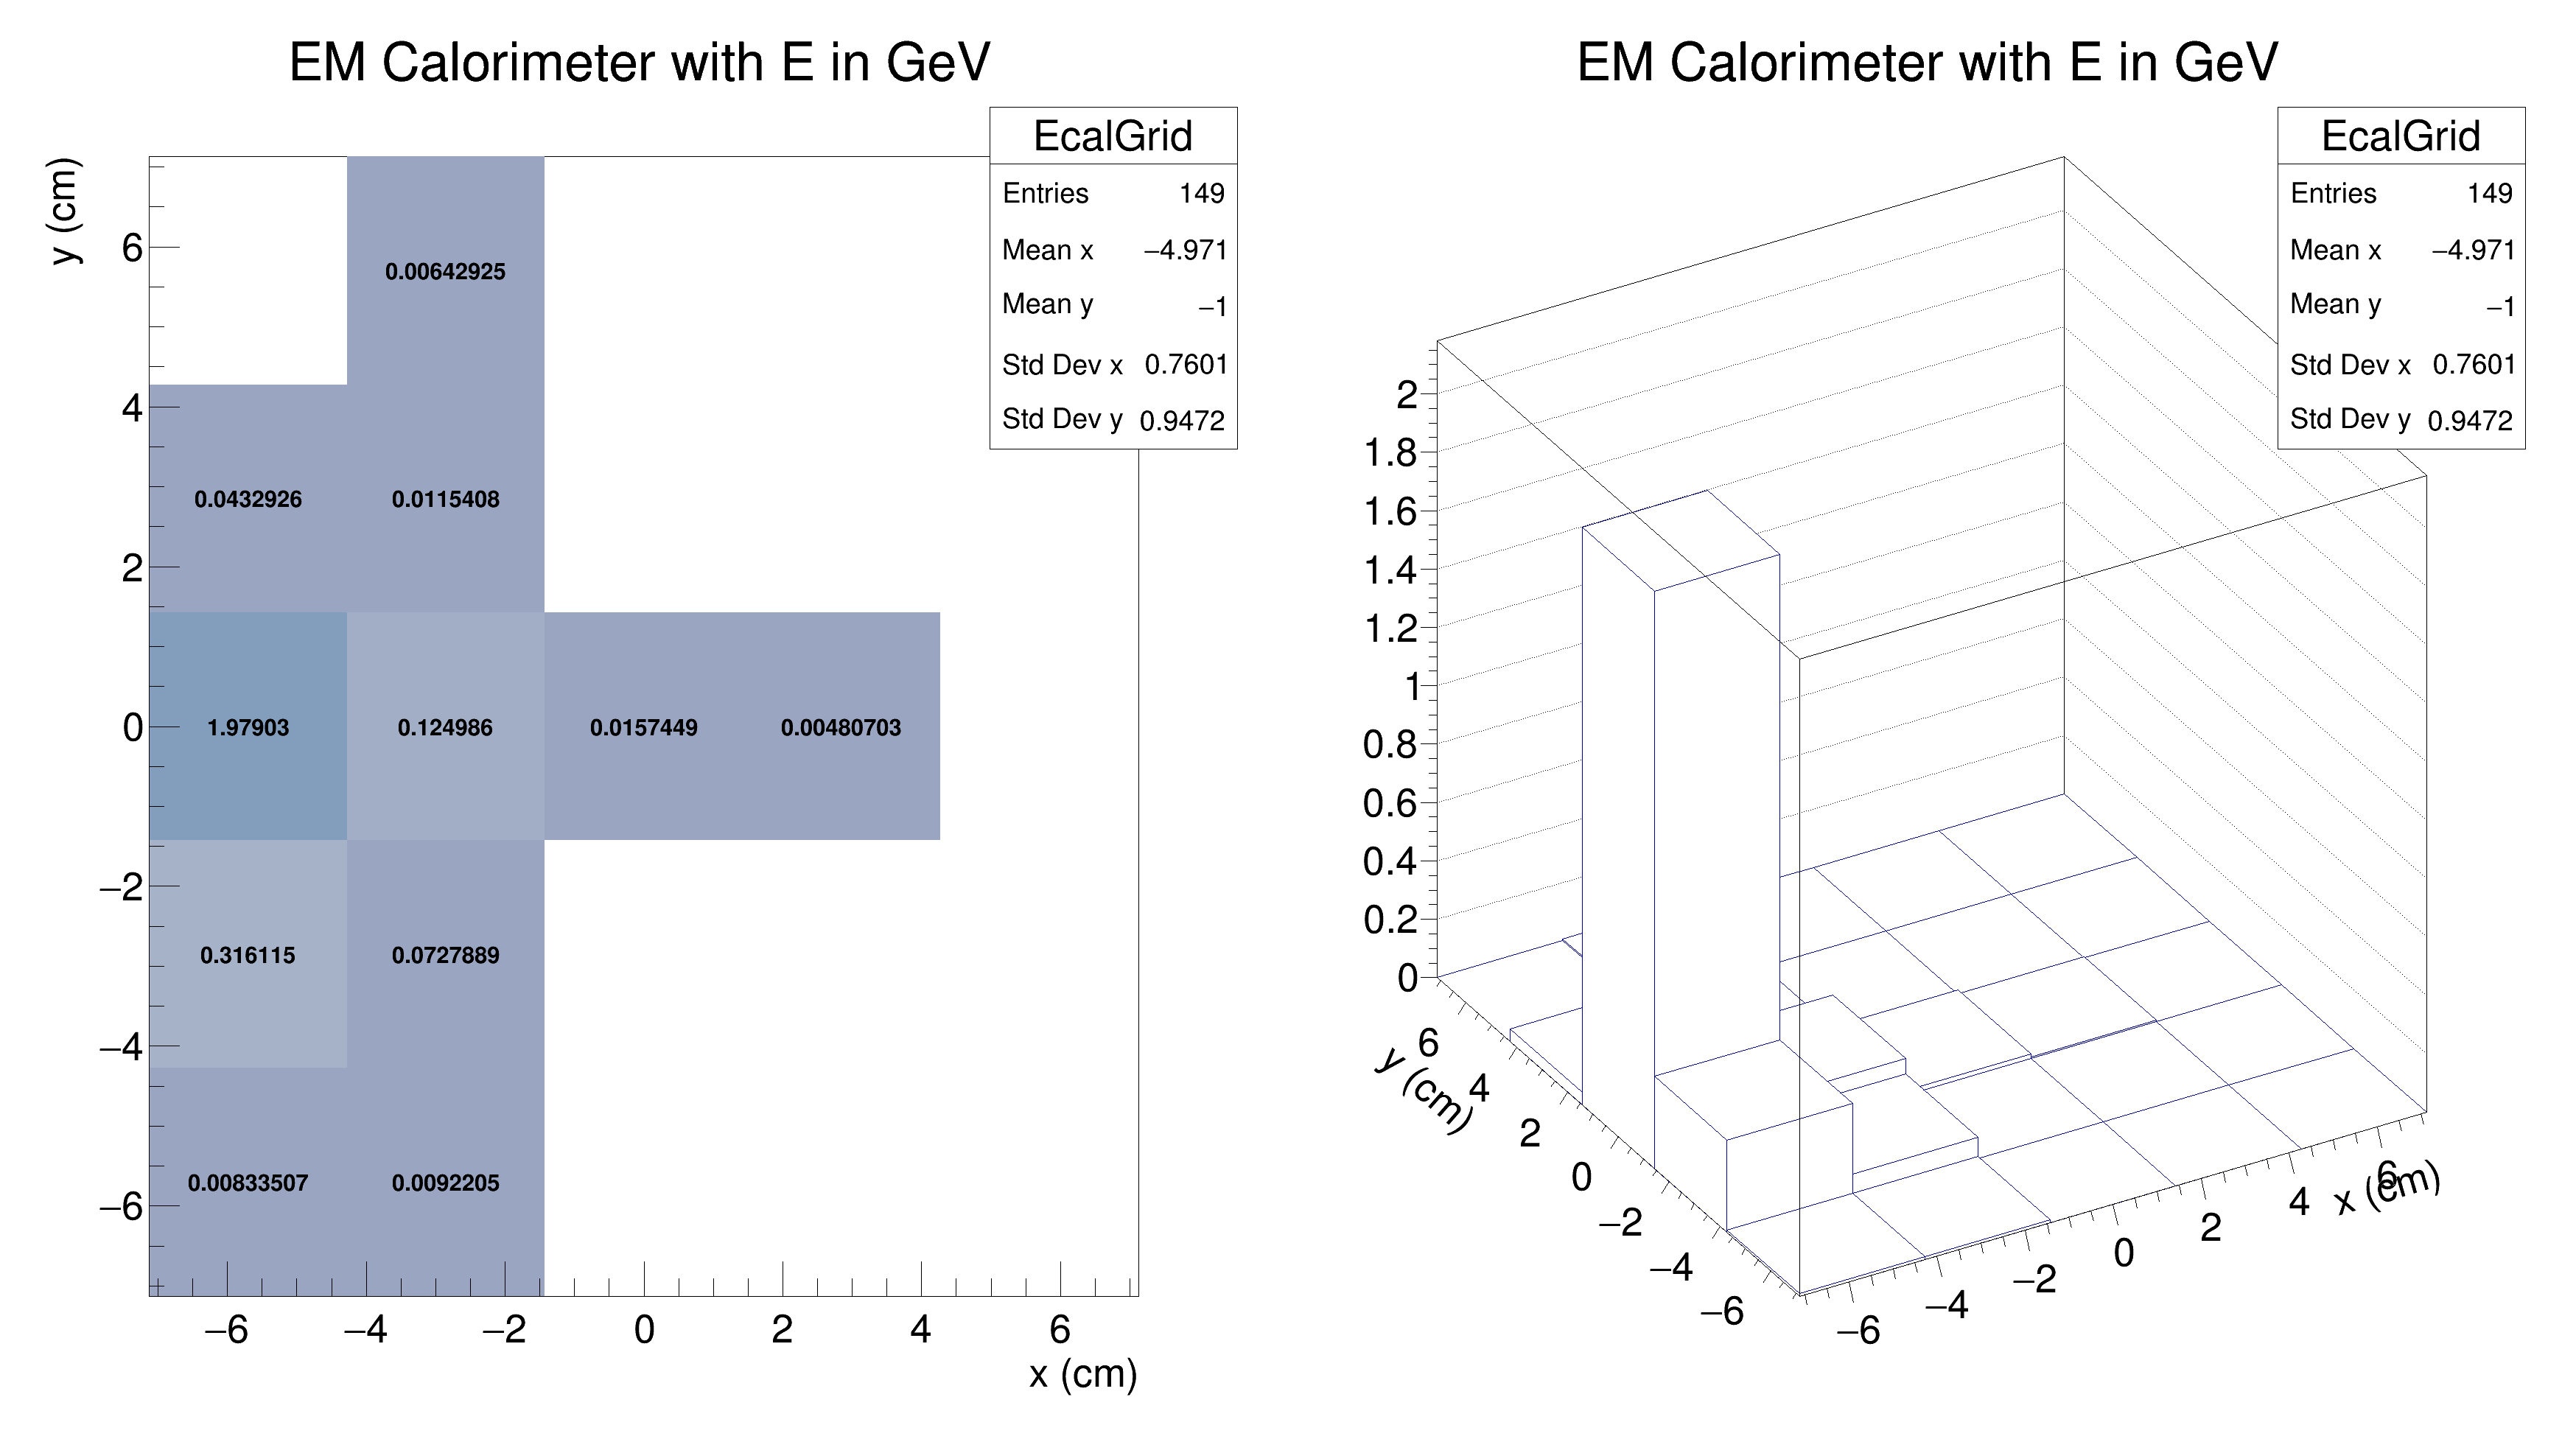 EM Calorimeter with E in GeV
EcalGrid
Entries 149
Mean x −4.971
Mean y −1
Std Dev x 0.7601
Std Dev y 0.9472
y (cm)
6
4
2
0
−2
−4
−6
0.00642925
0.0432926 0.0115408
1.97903 0.124986 0.0157449 0.00480703
0.316115 0.0727889
0.00833507 0.0092205
−6 −4 −2 0 2 4 6
x (cm)
EM Calorimeter with E in GeV
EcalGrid
Entries 149
Mean x −4.971
Mean y −1
Std Dev x 0.7601
Std Dev y 0.9472
2
1.8
1.6
1.4
1.2
1
0.8
0.6
0.4
0.2
0
y (cm)
6
4
2
0
−2
−4
−6
−6 −4 −2 0 2 4 6
x (cm)